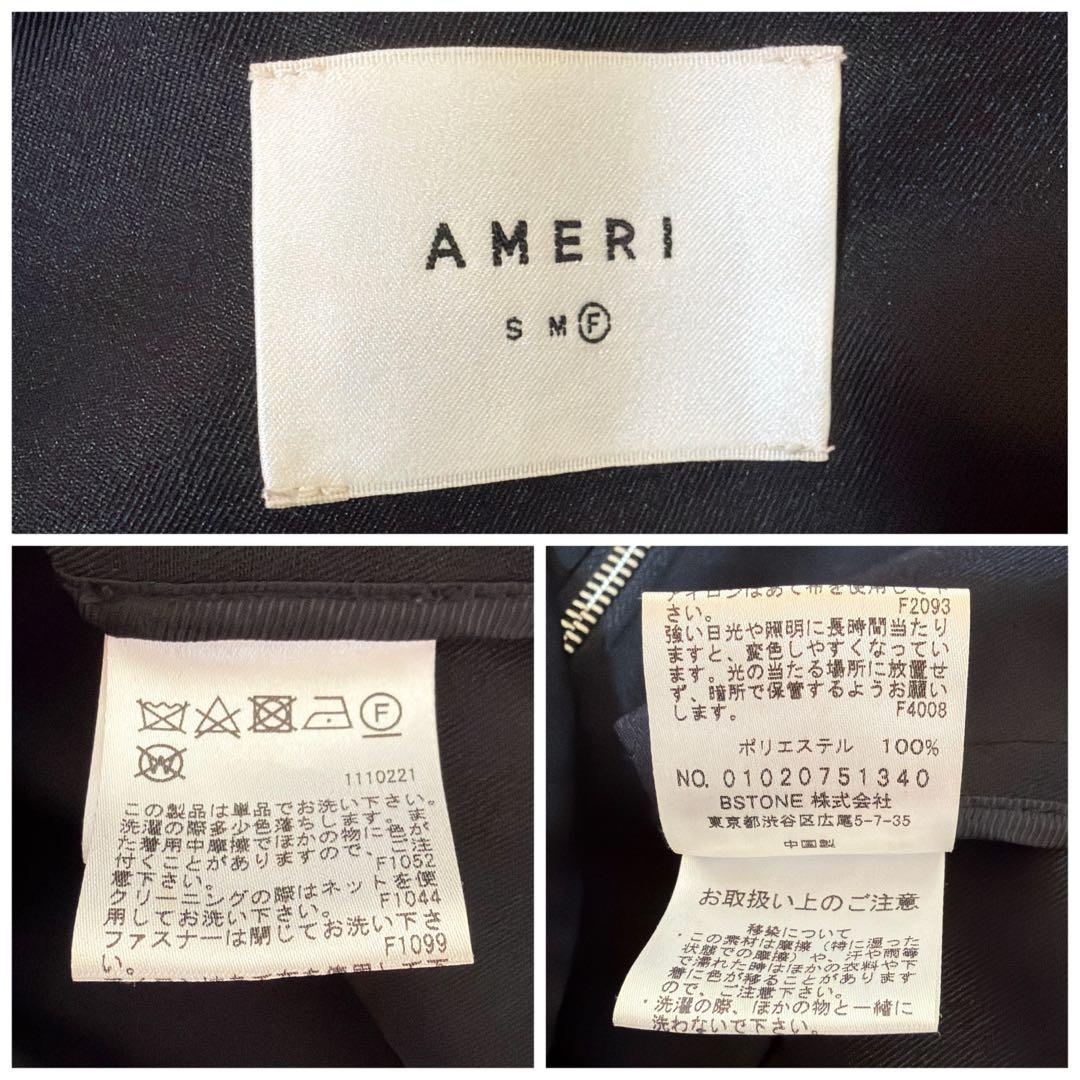 AMERI
S M F
F
W
1110221
この製品は単品でお洗い下さい。
洗濯の際多少色落ちします。ま
た着用中摩擦でほかの物に、色が
付くことがありますので、ご注
意下さい。 F1052
クリーニングの際はネットを使
用してお洗い下さい。 F1044
ファスナーは閉じてお洗い下さ
い。 F1099
アイロンはあて布を使用して下
さい。 F2093
強い日光や照明に長時間当たり
ますと、変色しやすくなってい
ます。光の当たる場所に放置せ
ず、暗所で保管するようお願い
します。 F4008
ポリエステル 100%
NO. 01020751340
BSTONE 株式会社
東京都渋谷区広尾5-7-35
中国製
お取扱い上のご注意
移染について
・この素材は摩擦（特に湿った
状態での摩擦）や、汗や雨等
で濡れた時はほかの衣料や下
着に色が移ることがあります
ので、ご注意下さい。
・洗濯の際、ほかの物と一緒に
洗わないで下さい。